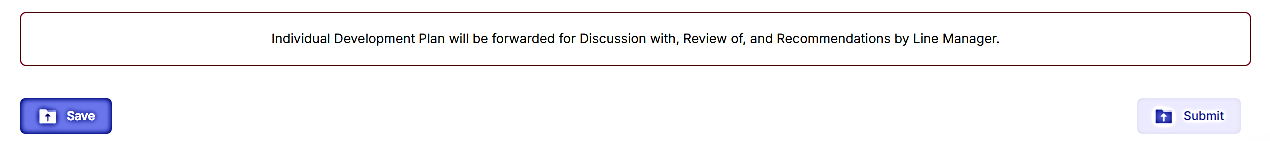 Individual Development Plan will be forwarded for Discussion with, Review of, and Recommendations by Line Manager.
Save
Submit